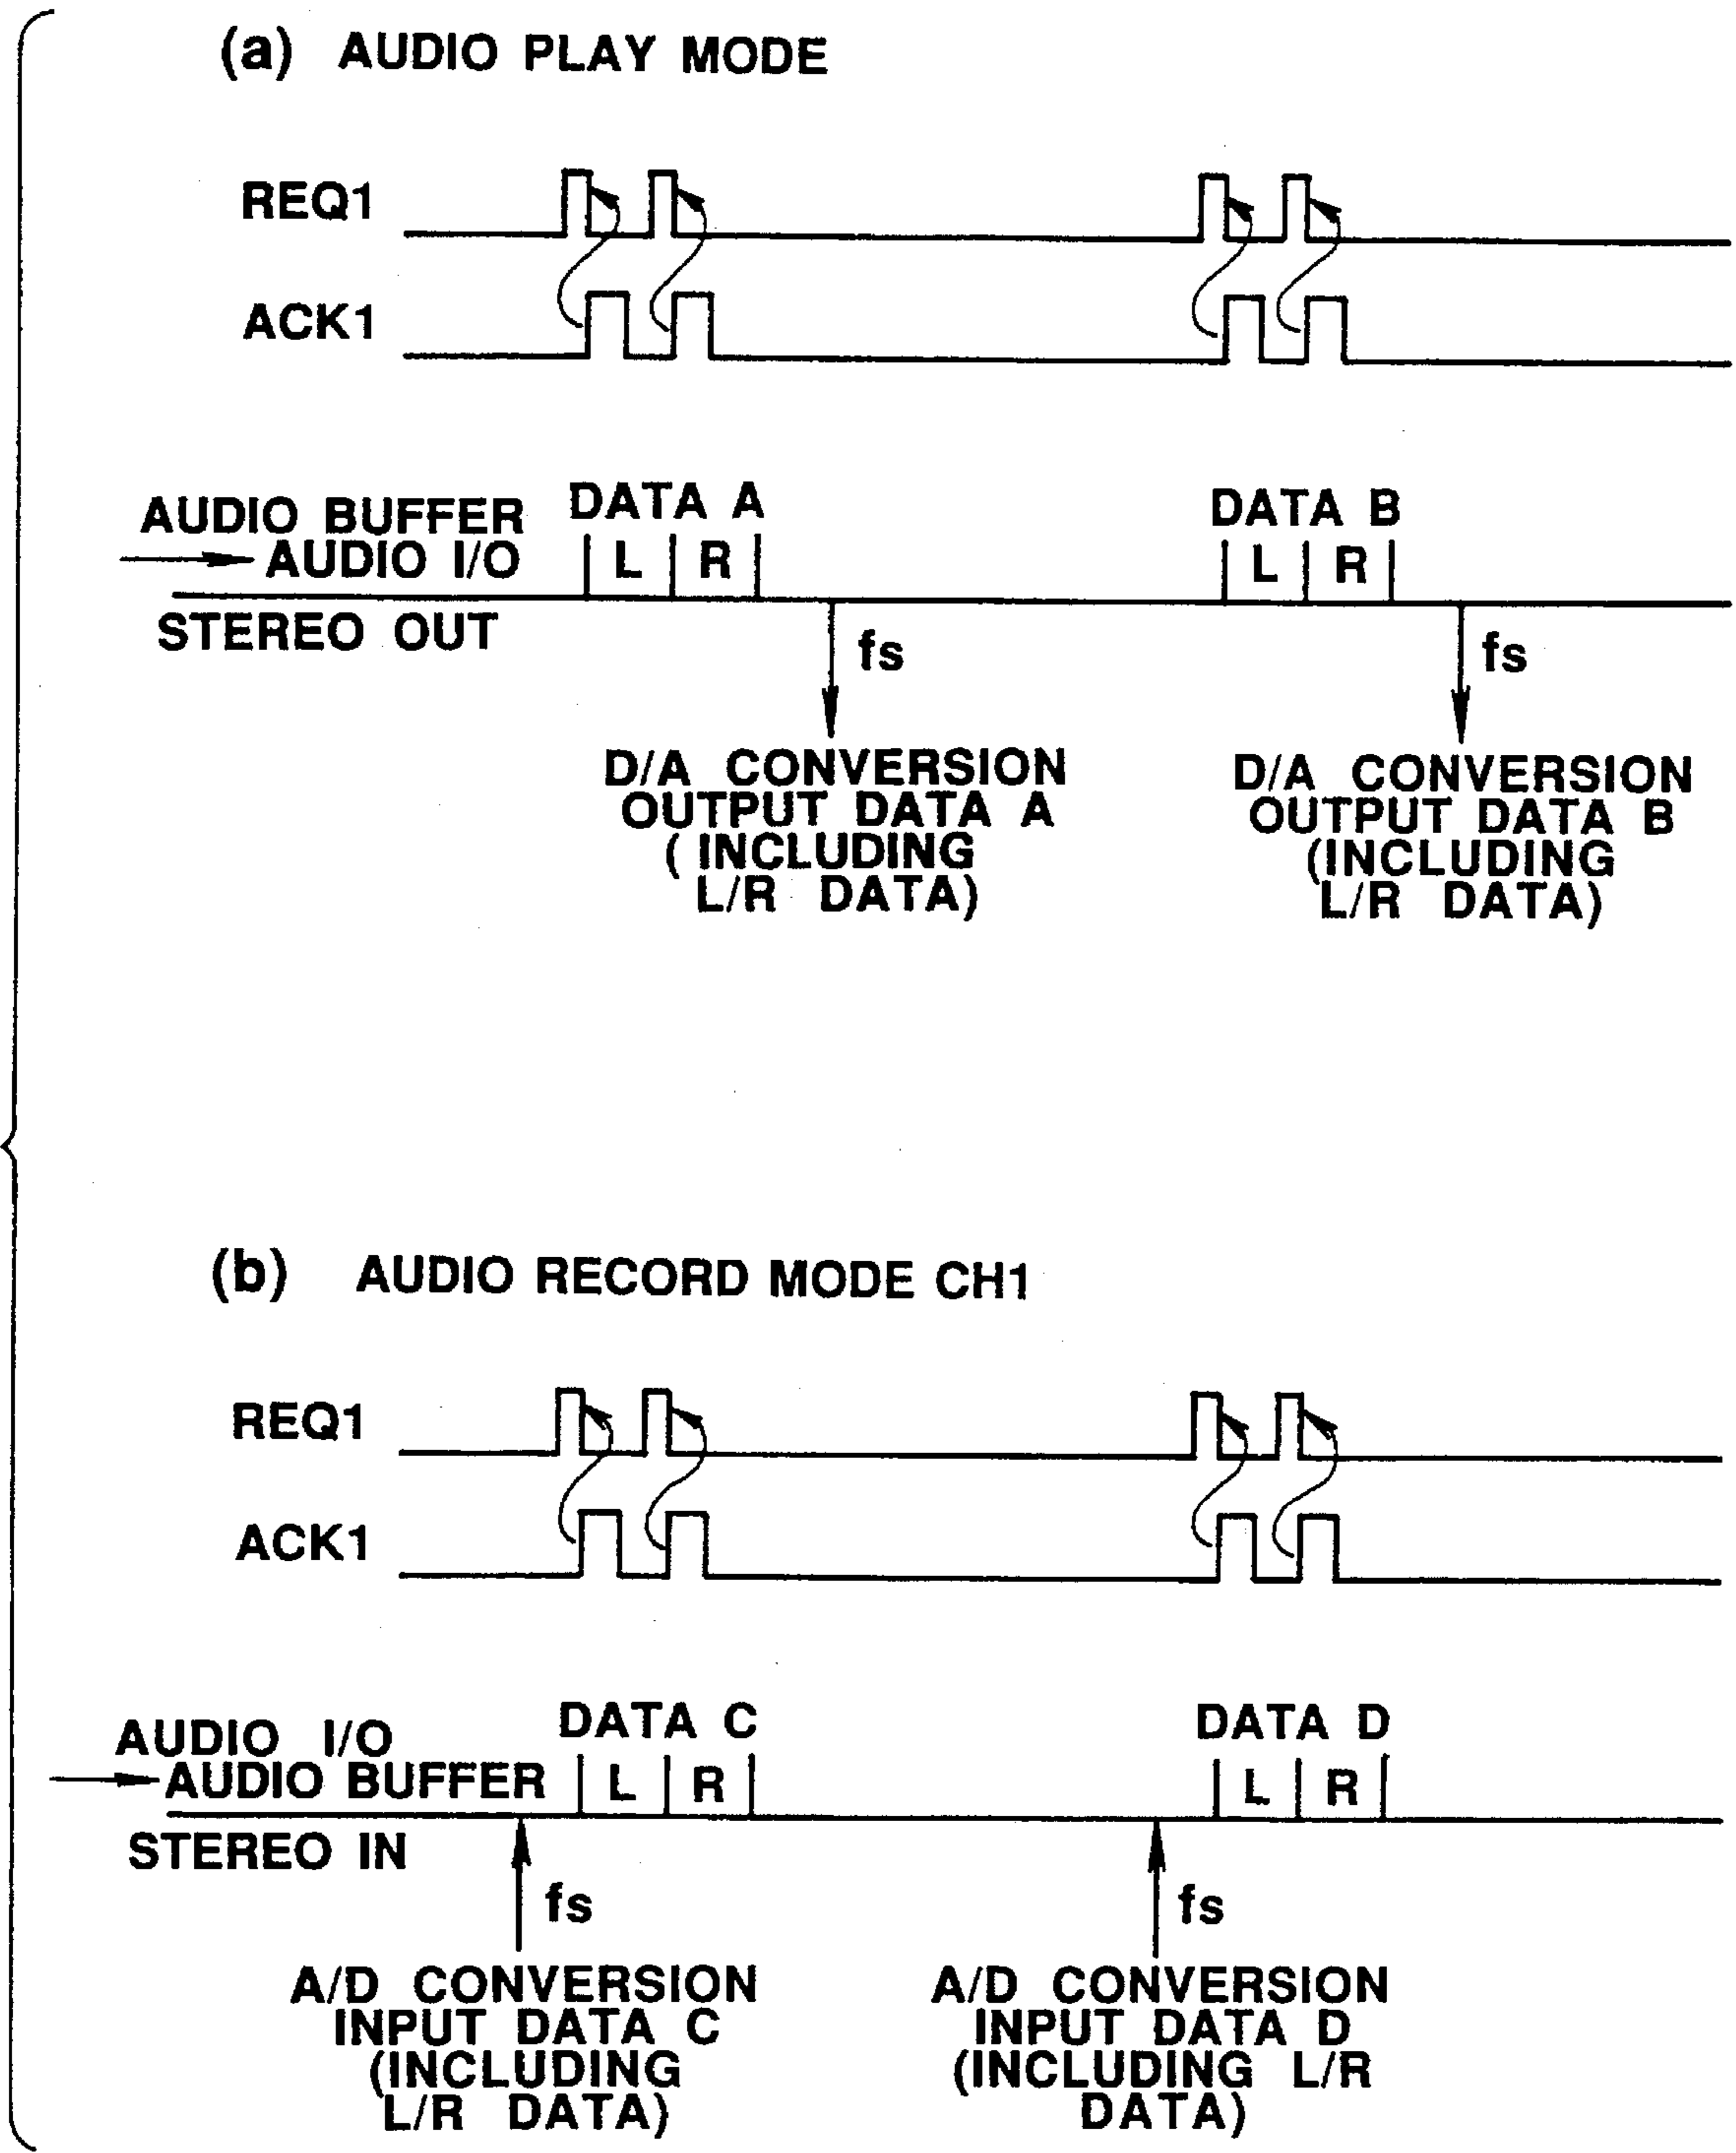 (a) AUDIO PLAY MODE
REQ1
ACK1
AUDIO BUFFER
AUDIO I/O
STEREO OUT
DATA A
L R
DATA B
L R
fs
fs
D/A CONVERSION
OUTPUT DATA A
( INCLUDING
L/R DATA)
D/A CONVERSION
OUTPUT DATA B
(INCLUDING
L/R DATA)
(b) AUDIO RECORD MODE CH1
REQ1
ACK1
AUDIO I/O
AUDIO BUFFER
STEREO IN
DATA C
L R
DATA D
L R
fs
fs
A/D CONVERSION
INPUT DATA C
(INCLUDING
L/R DATA)
A/D CONVERSION
INPUT DATA D
(INCLUDING L/R
DATA)